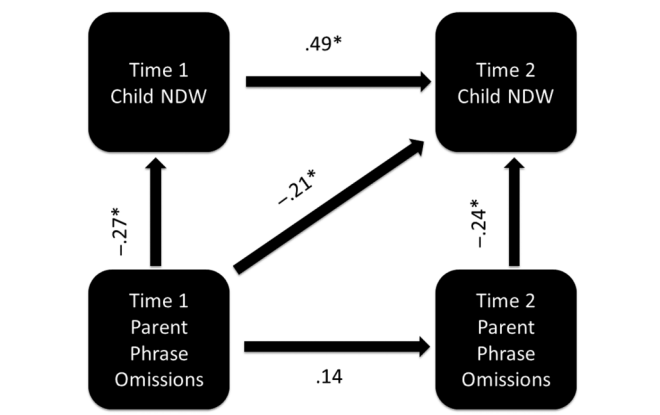 Time 1
Child NDW
.49*
Time 2
Child NDW
–.27*
–.21*
–.24*
Time 1
Parent
Phrase
Omissions
.14
Time 2
Parent
Phrase
Omissions